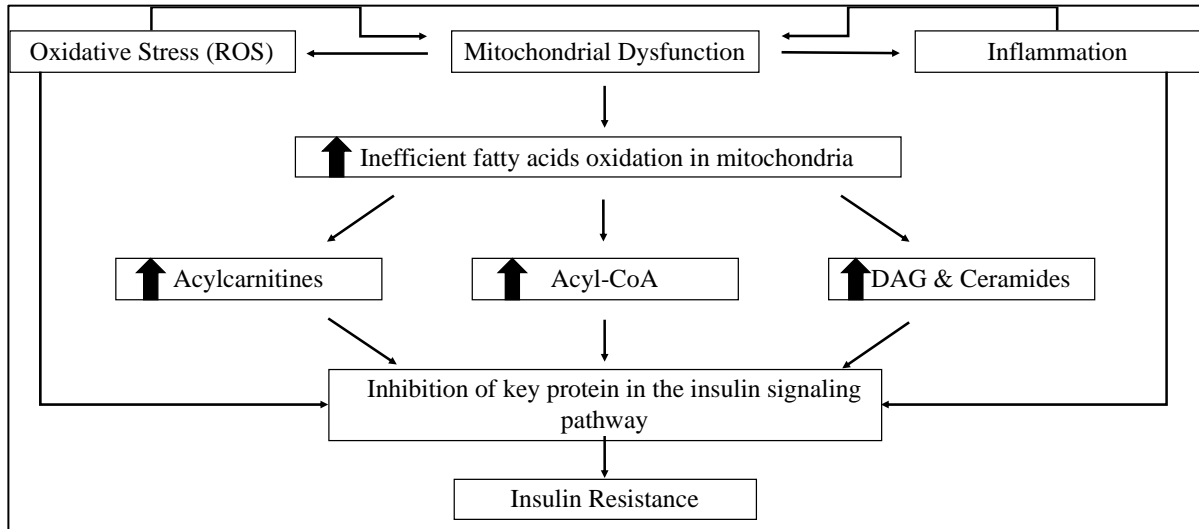 Oxidative Stress (ROS)
Mitochondrial Dysfunction
Inflammation
Inefficient fatty acids oxidation in mitochondria
Acylcarnitines
Acyl-CoA
DAG & Ceramides
Inhibition of key protein in the insulin signaling
pathway
Insulin Resistance